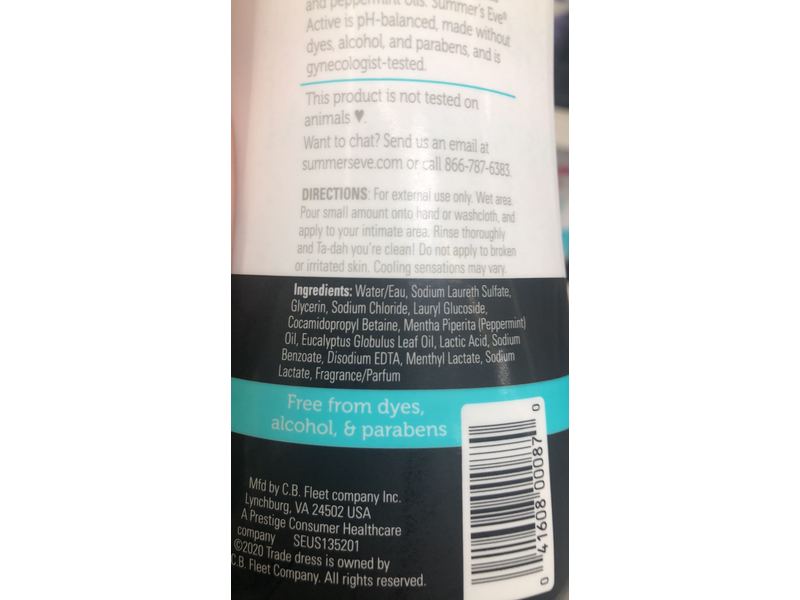 and peppermint oils. Summer's Eve®
Active is pH-balanced, made without
dyes, alcohol, and parabens, and is
gynecologist-tested.
This product is not tested on
animals ♥.
Want to chat? Send us an email at
summerseve.com or call 866-787-6383.
DIRECTIONS: For external use only. Wet area.
Pour small amount onto hand or washcloth, and
apply to your intimate area. Rinse thoroughly
and Ta-dah you're clean! Do not apply to broken
or irritated skin. Cooling sensations may vary.
Ingredients: Water/Eau, Sodium Laureth Sulfate,
Glycerin, Sodium Chloride, Lauryl Glucoside,
Cocamidopropyl Betaine, Mentha Piperita (Peppermint)
Oil, Eucalyptus Globulus Leaf Oil, Lactic Acid, Sodium
Benzoate, Disodium EDTA, Menthyl Lactate, Sodium
Lactate, Fragrance/Parfum
Free from dyes,
alcohol, & parabens
Mfd by C.B. Fleet company Inc.
Lynchburg, VA 24502 USA
A Prestige Consumer Healthcare
company SEUS135201
©2020 Trade dress is owned by
C.B. Fleet Company. All rights reserved.
0 41608 00087 0